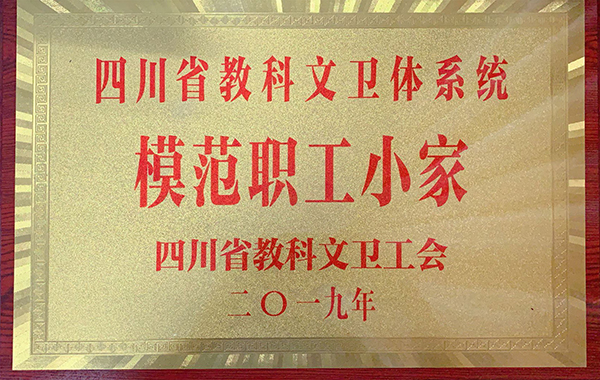 四川省教科文卫体系统
模范职工小家
四川省教科文卫工会
二〇一九年